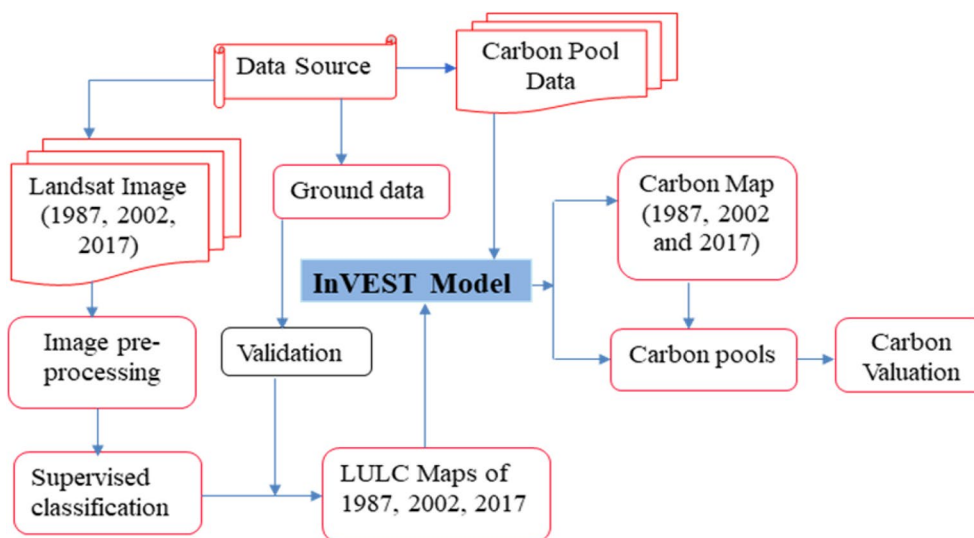 Data Source
Carbon Pool
Data
Landsat Image
(1987, 2002,
2017)
Ground data
Carbon Map
(1987, 2002
and 2017)
InVEST Model
Image pre-
processing
Validation
Carbon pools
Carbon
Valuation
Supervised
classification
LULC Maps of
1987, 2002, 2017